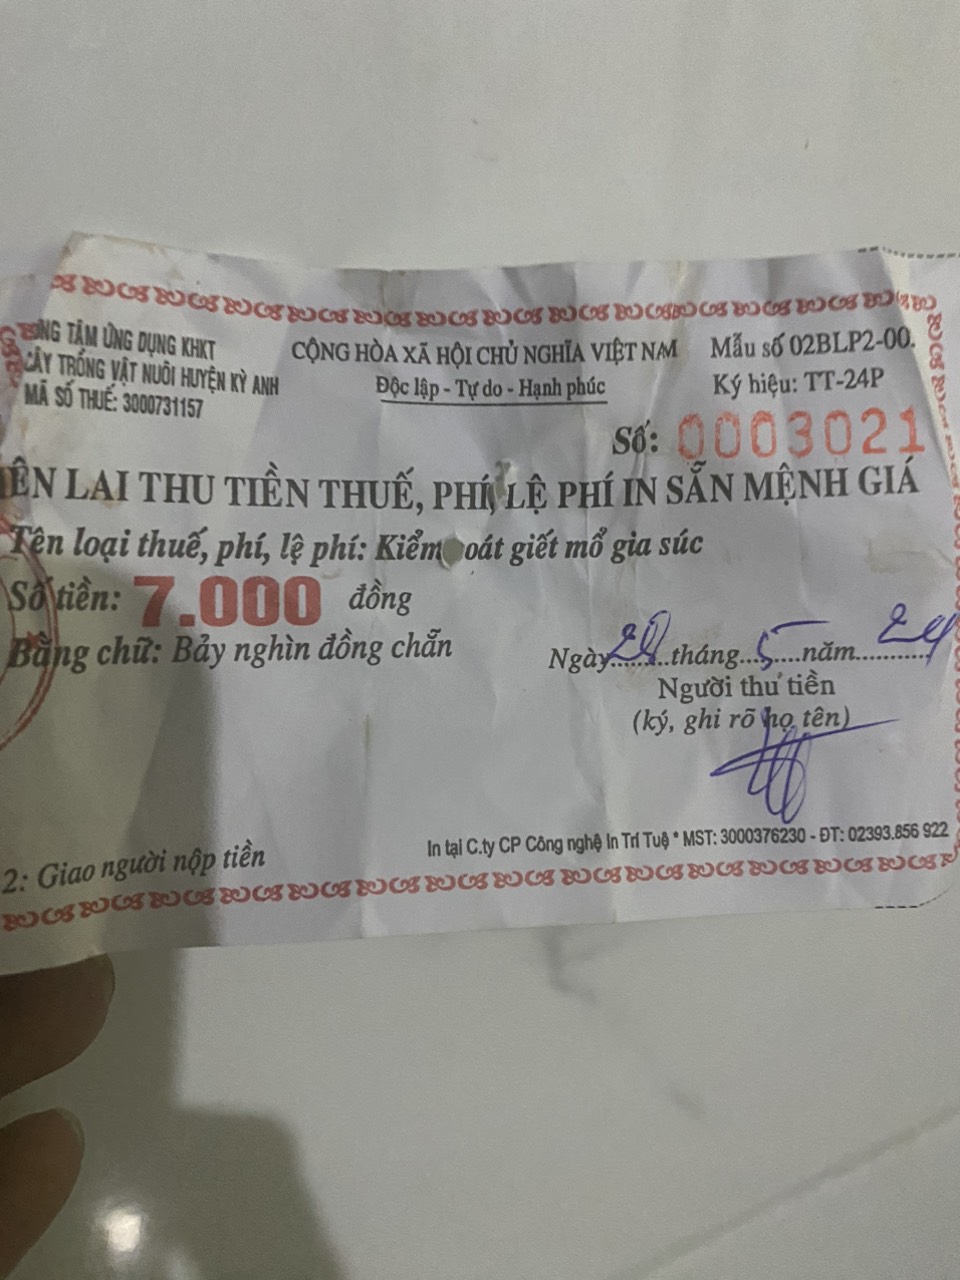 TÂM ỨNG DỤNG KHKT
CÂY TRỒNG VẬT NUÔI HUYỆN KỲ ANH
MÃ SỐ THUẾ: 3000731157
CỘNG HÒA XÃ HỘI CHỦ NGHĨA VIỆT NAM
Độc lập - Tự do - Hạnh phúc
Mẫu số 02BLP2-00.
Ký hiệu: TT-24P
Số: 0003021
LAI THU TIỀN THUẾ, PHÍ, LỆ PHÍ IN SẴN MỆNH GIÁ
Tên loại thuế, phí, lệ phí: Kiểm oát giết mổ gia súc
Số tiền: 7.000 đồng
Bằng chữ: Bảy nghìn đồng chẵn
Ngày.......tháng...5....năm...24
Người thu tiền
(ký, ghi rõ họ tên)
2: Giao người nộp tiền
In tại C.ty CP Công nghệ In Trí Tuệ * MST: 3000376230 - ĐT: 02393.856 922